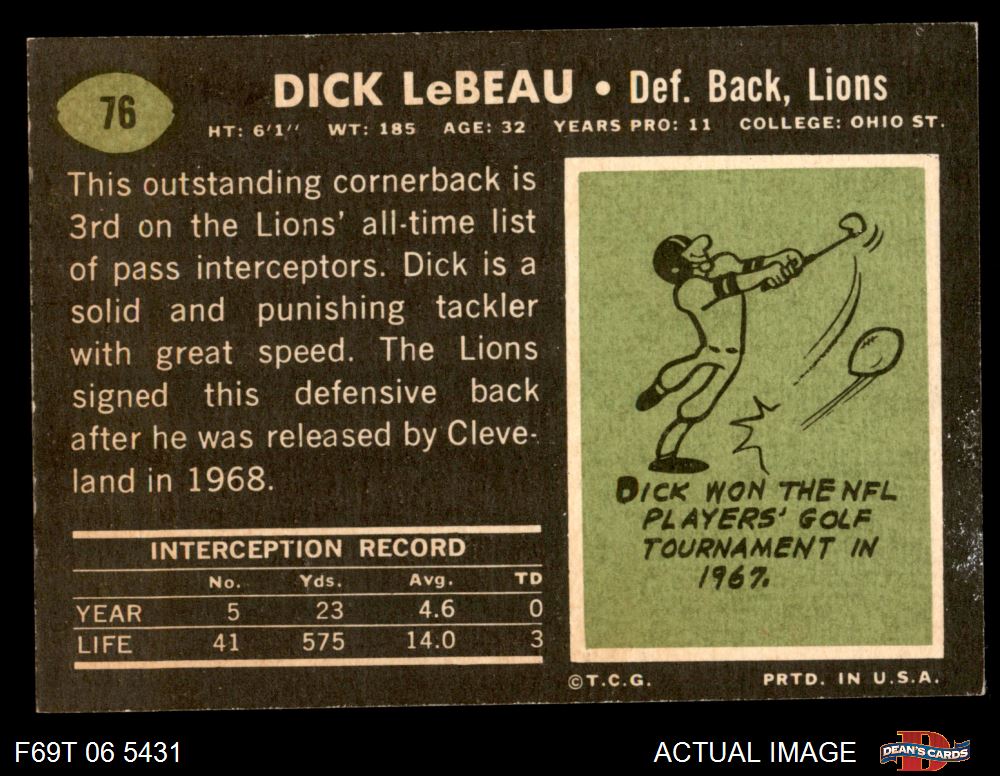 76
DICK LeBEAU • Def. Back, Lions
HT: 6'1" WT: 185 AGE: 32 YEARS PRO: 11 COLLEGE: OHIO ST.
This outstanding cornerback is
3rd on the Lions' all-time list
of pass interceptors. Dick is a
solid and punishing tackler
with great speed. The Lions
signed this defensive back
after he was released by Cleve-
land in 1968.
INTERCEPTION RECORD
No. Yds. Avg. TD
YEAR 5 23 4.6 0
LIFE 41 575 14.0 3
DICK WON THE NFL
PLAYERS' GOLF
TOURNAMENT IN
1967.
©T.C.G. PRTD. IN U.S.A.
F69T 06 5431
ACTUAL IMAGE
D
DEAN'S CARDS